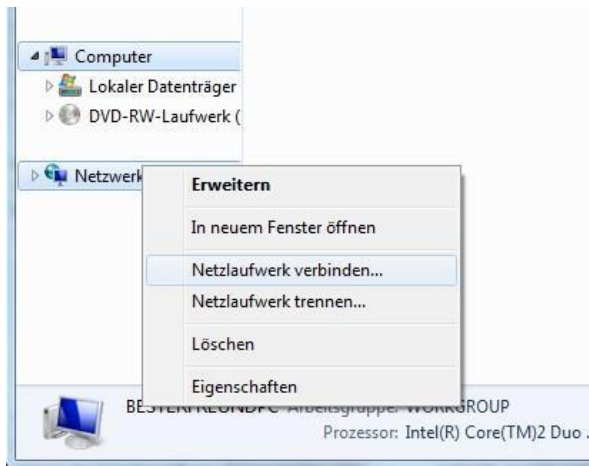 Computer
Lokaler Datenträger
DVD-RW-Laufwerk (
Netzwerk
Erweitern
In neuem Fenster öffnen
Netzlaufwerk verbinden...
Netzlaufwerk trennen...
Löschen
Eigenschaften
BESTERFREUNDPC Arbeitsgruppe: WORKGROUP
Prozessor: Intel(R) Core(TM)2 Duo